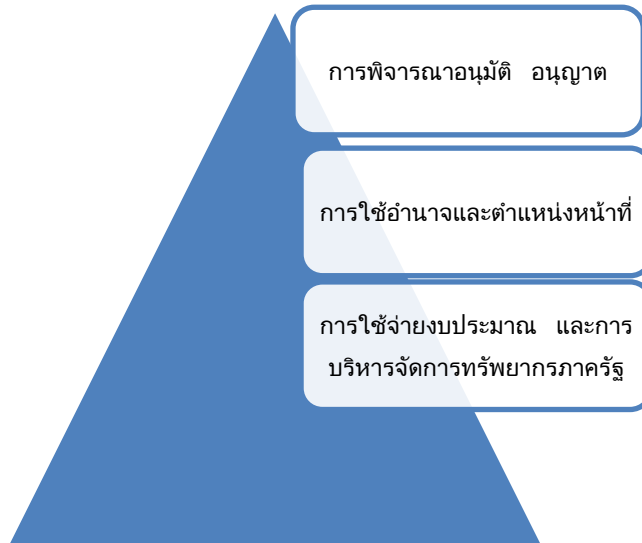 การพิจารณาอนุมัติ อนุญาต
การใช้อำนาจและตำแหน่งหน้าที่
การใช้จ่ายงบประมาณ และการ
บริหารจัดการทรัพยากรภาครัฐ